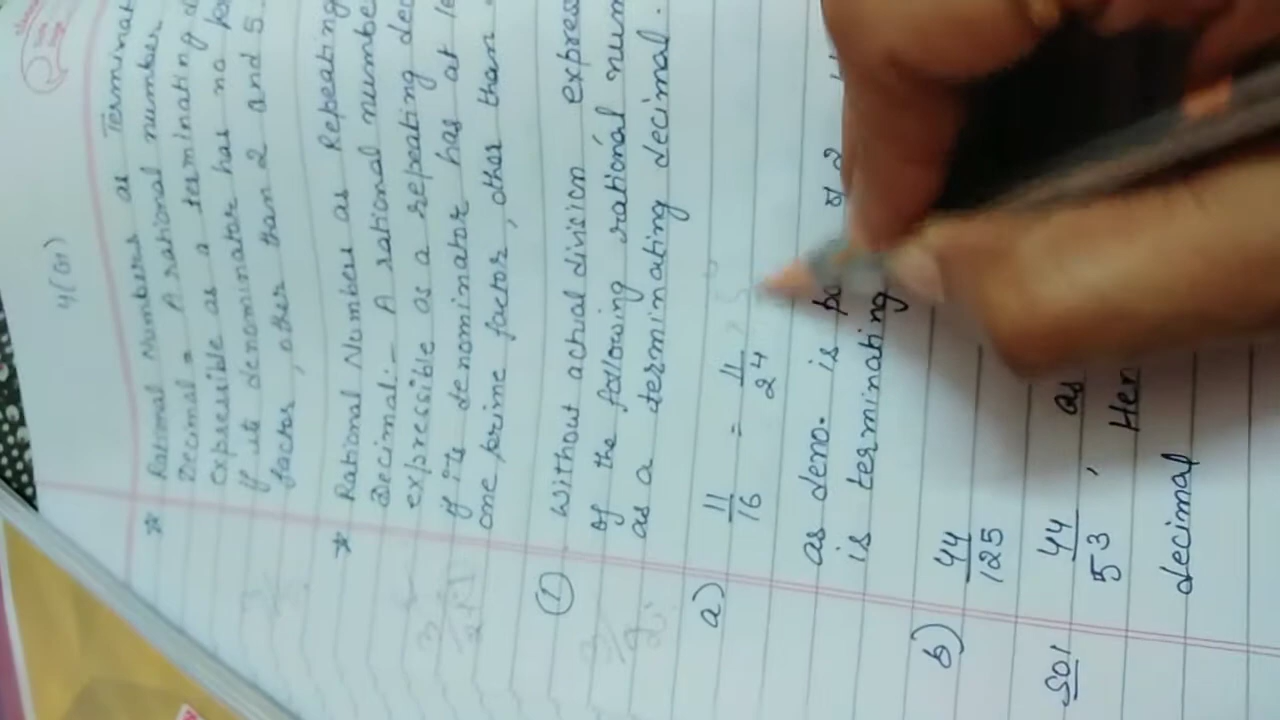 4(G)
* Rational Numbers as Terminat
Decimal = A rational number
expressible as a terminating d
if its denominator has no
factor, other than 2 and 5.
* Rational Numbers as Repeating
Decimal:- A rational numbe
expressible as a repeating dec
if its denominator has at le
one prime factor, other than
① Without actual division expres
of the following rational num
as a terminating decimal.
a) 11/16 = 11/2⁴
as deno. is 2
is terminating
b) 44/125
Sol 44/5³, as
Hen
decimal